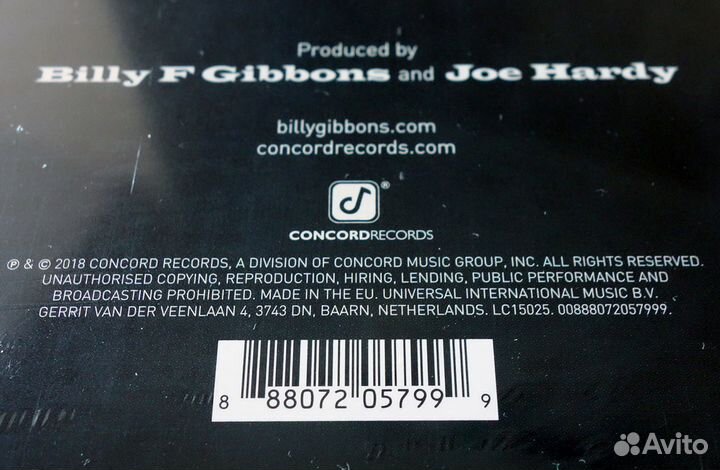 Produced by
Billy F Gibbons and Joe Hardy
billygibbons.com
concordrecords.com
®
CONCORDRECORDS
℗ & © 2018 CONCORD RECORDS, A DIVISION OF CONCORD MUSIC GROUP, INC. ALL RIGHTS RESERVED.
UNAUTHORISED COPYING, REPRODUCTION, HIRING, LENDING, PUBLIC PERFORMANCE AND
BROADCASTING PROHIBITED. MADE IN THE EU. UNIVERSAL INTERNATIONAL MUSIC B.V.
GERRIT VAN DER VEENLAAN 4, 3743 DN, BAARN, NETHERLANDS. LC15025. 00888072057999.
8 88072 05799 9
Avito